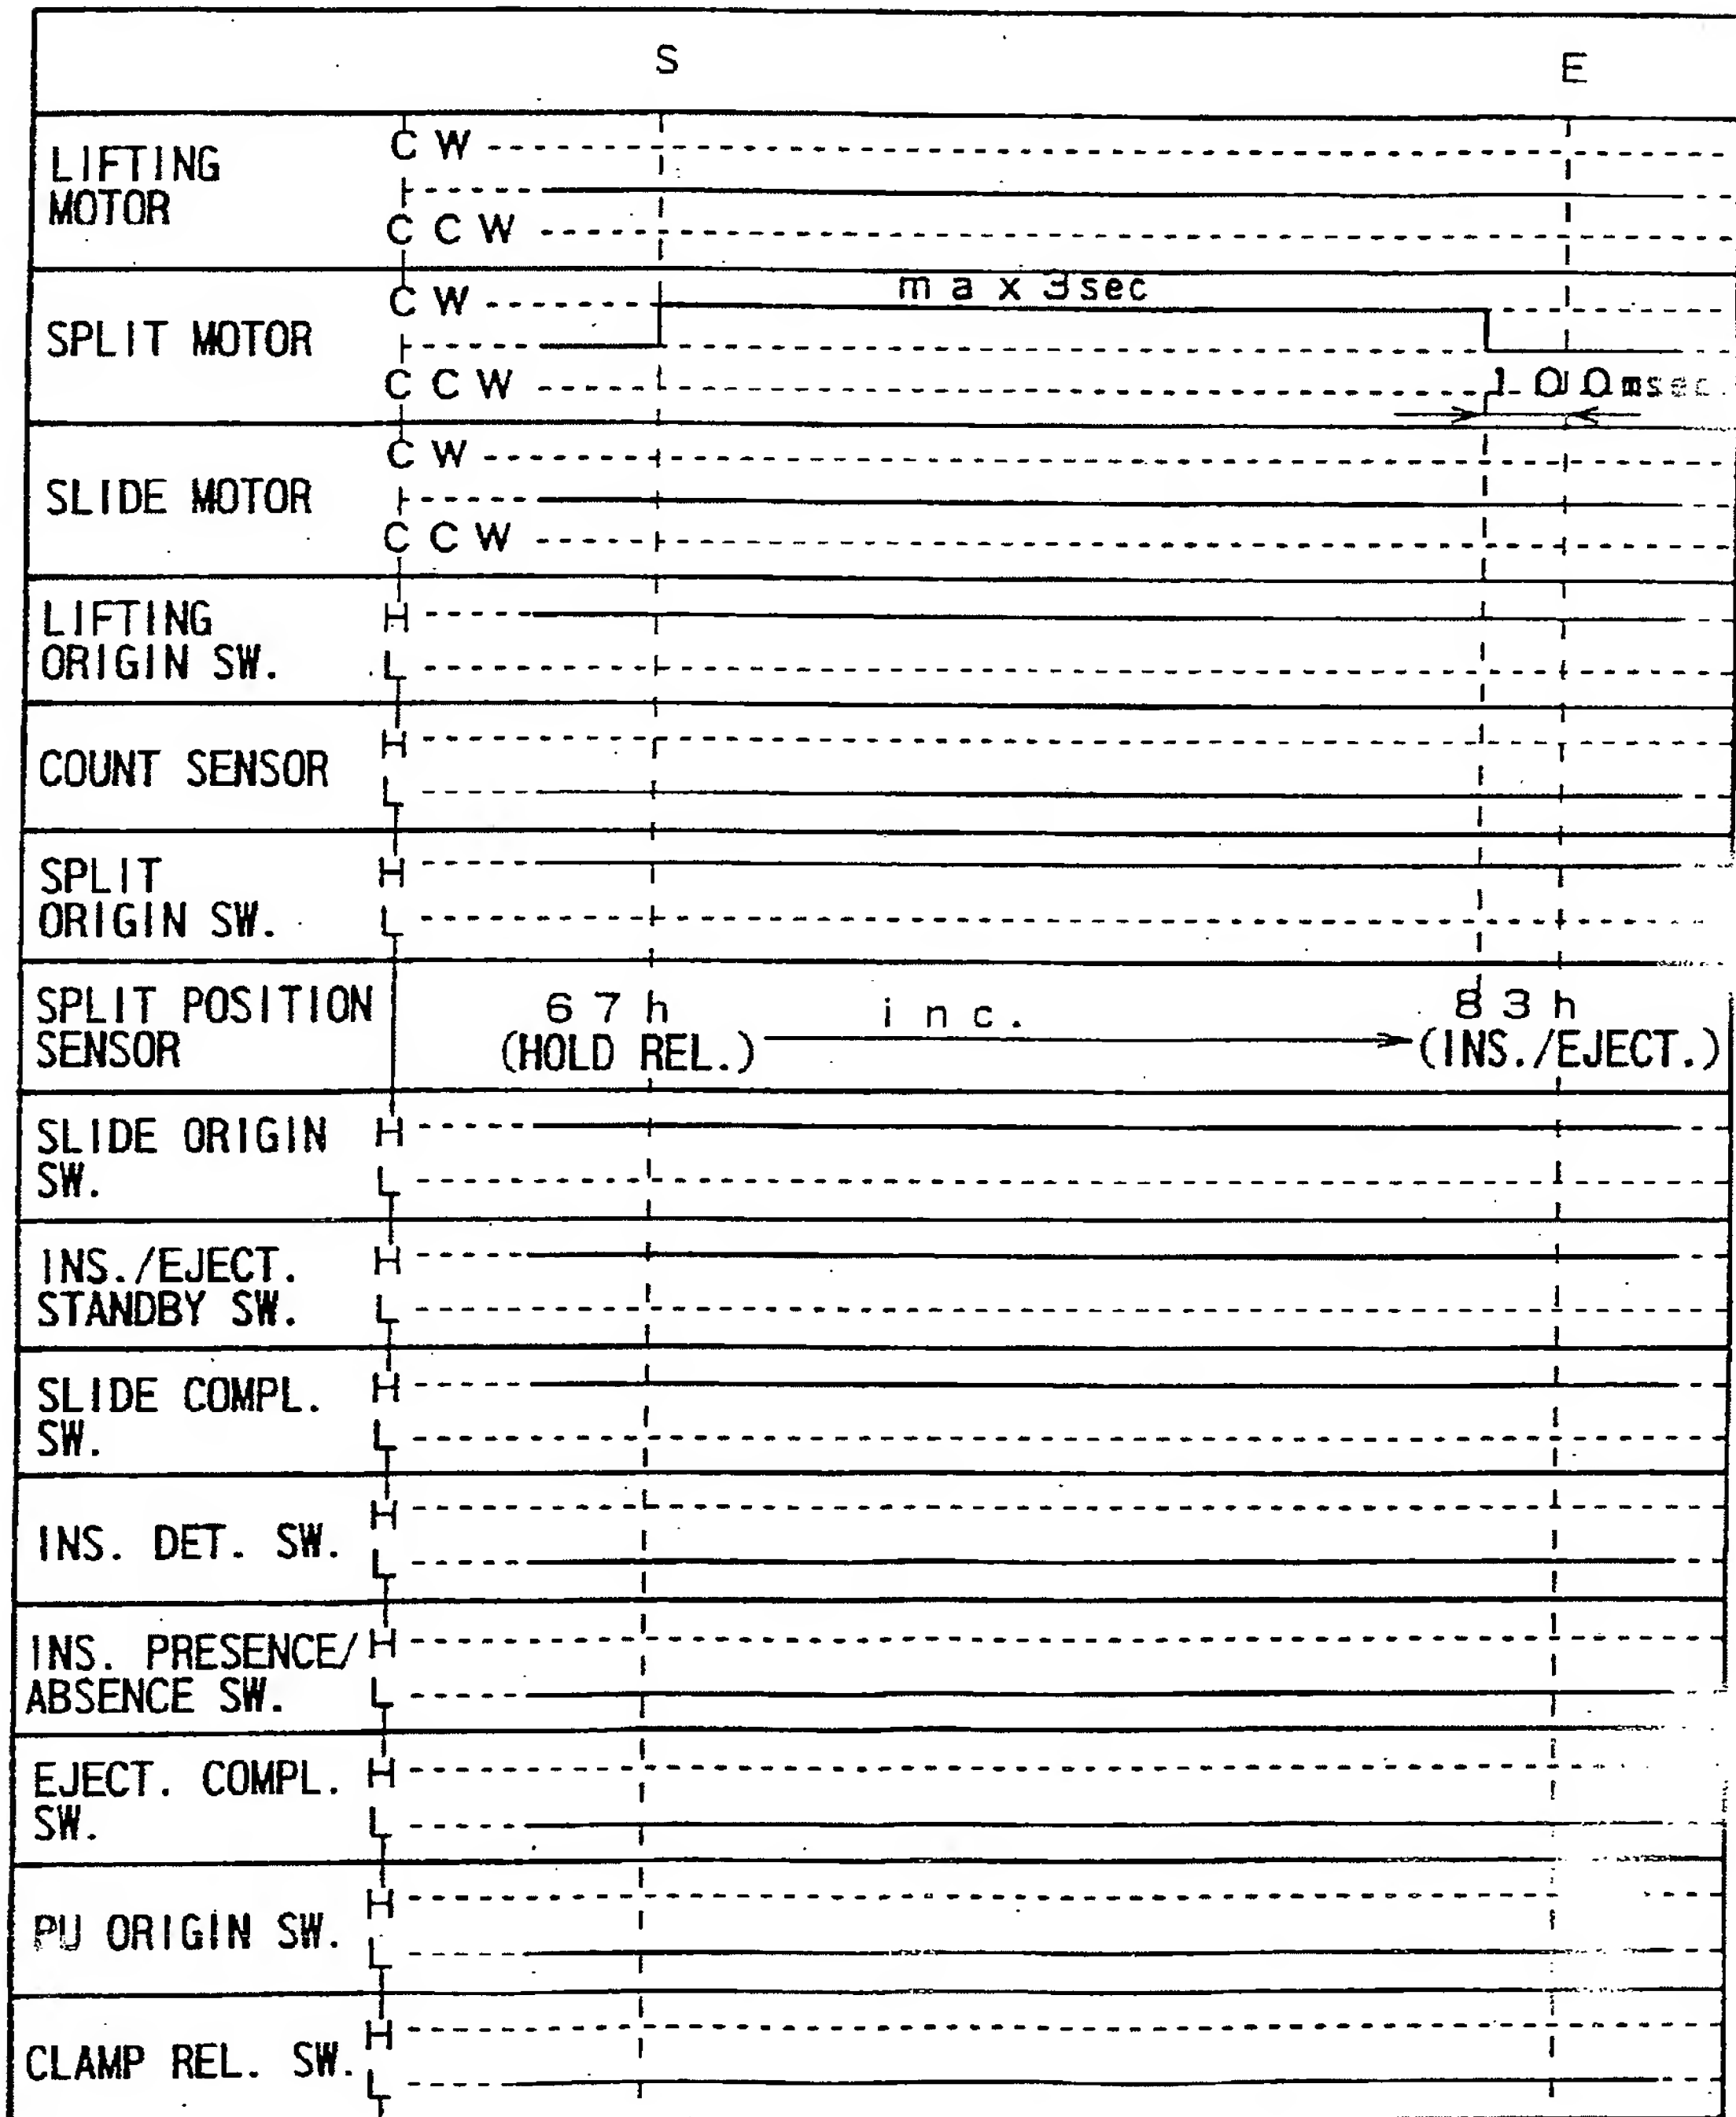 S E
LIFTING
MOTOR
CW
CCW
SPLIT MOTOR
CW
max 3sec
CCW
100msec.
SLIDE MOTOR
CW
CCW
LIFTING
ORIGIN SW.
H
L
COUNT SENSOR
H
L
SPLIT
ORIGIN SW.
H
L
SPLIT POSITION
SENSOR
67h inc. 83h
(HOLD REL.) (INS./EJECT.)
SLIDE ORIGIN
SW.
H
L
INS./EJECT.
STANDBY SW.
H
L
SLIDE COMPL.
SW.
H
L
INS. DET. SW.
H
L
INS. PRESENCE/
ABSENCE SW.
H
L
EJECT. COMPL.
SW.
H
L
PU ORIGIN SW.
H
L
CLAMP REL. SW.
H
L